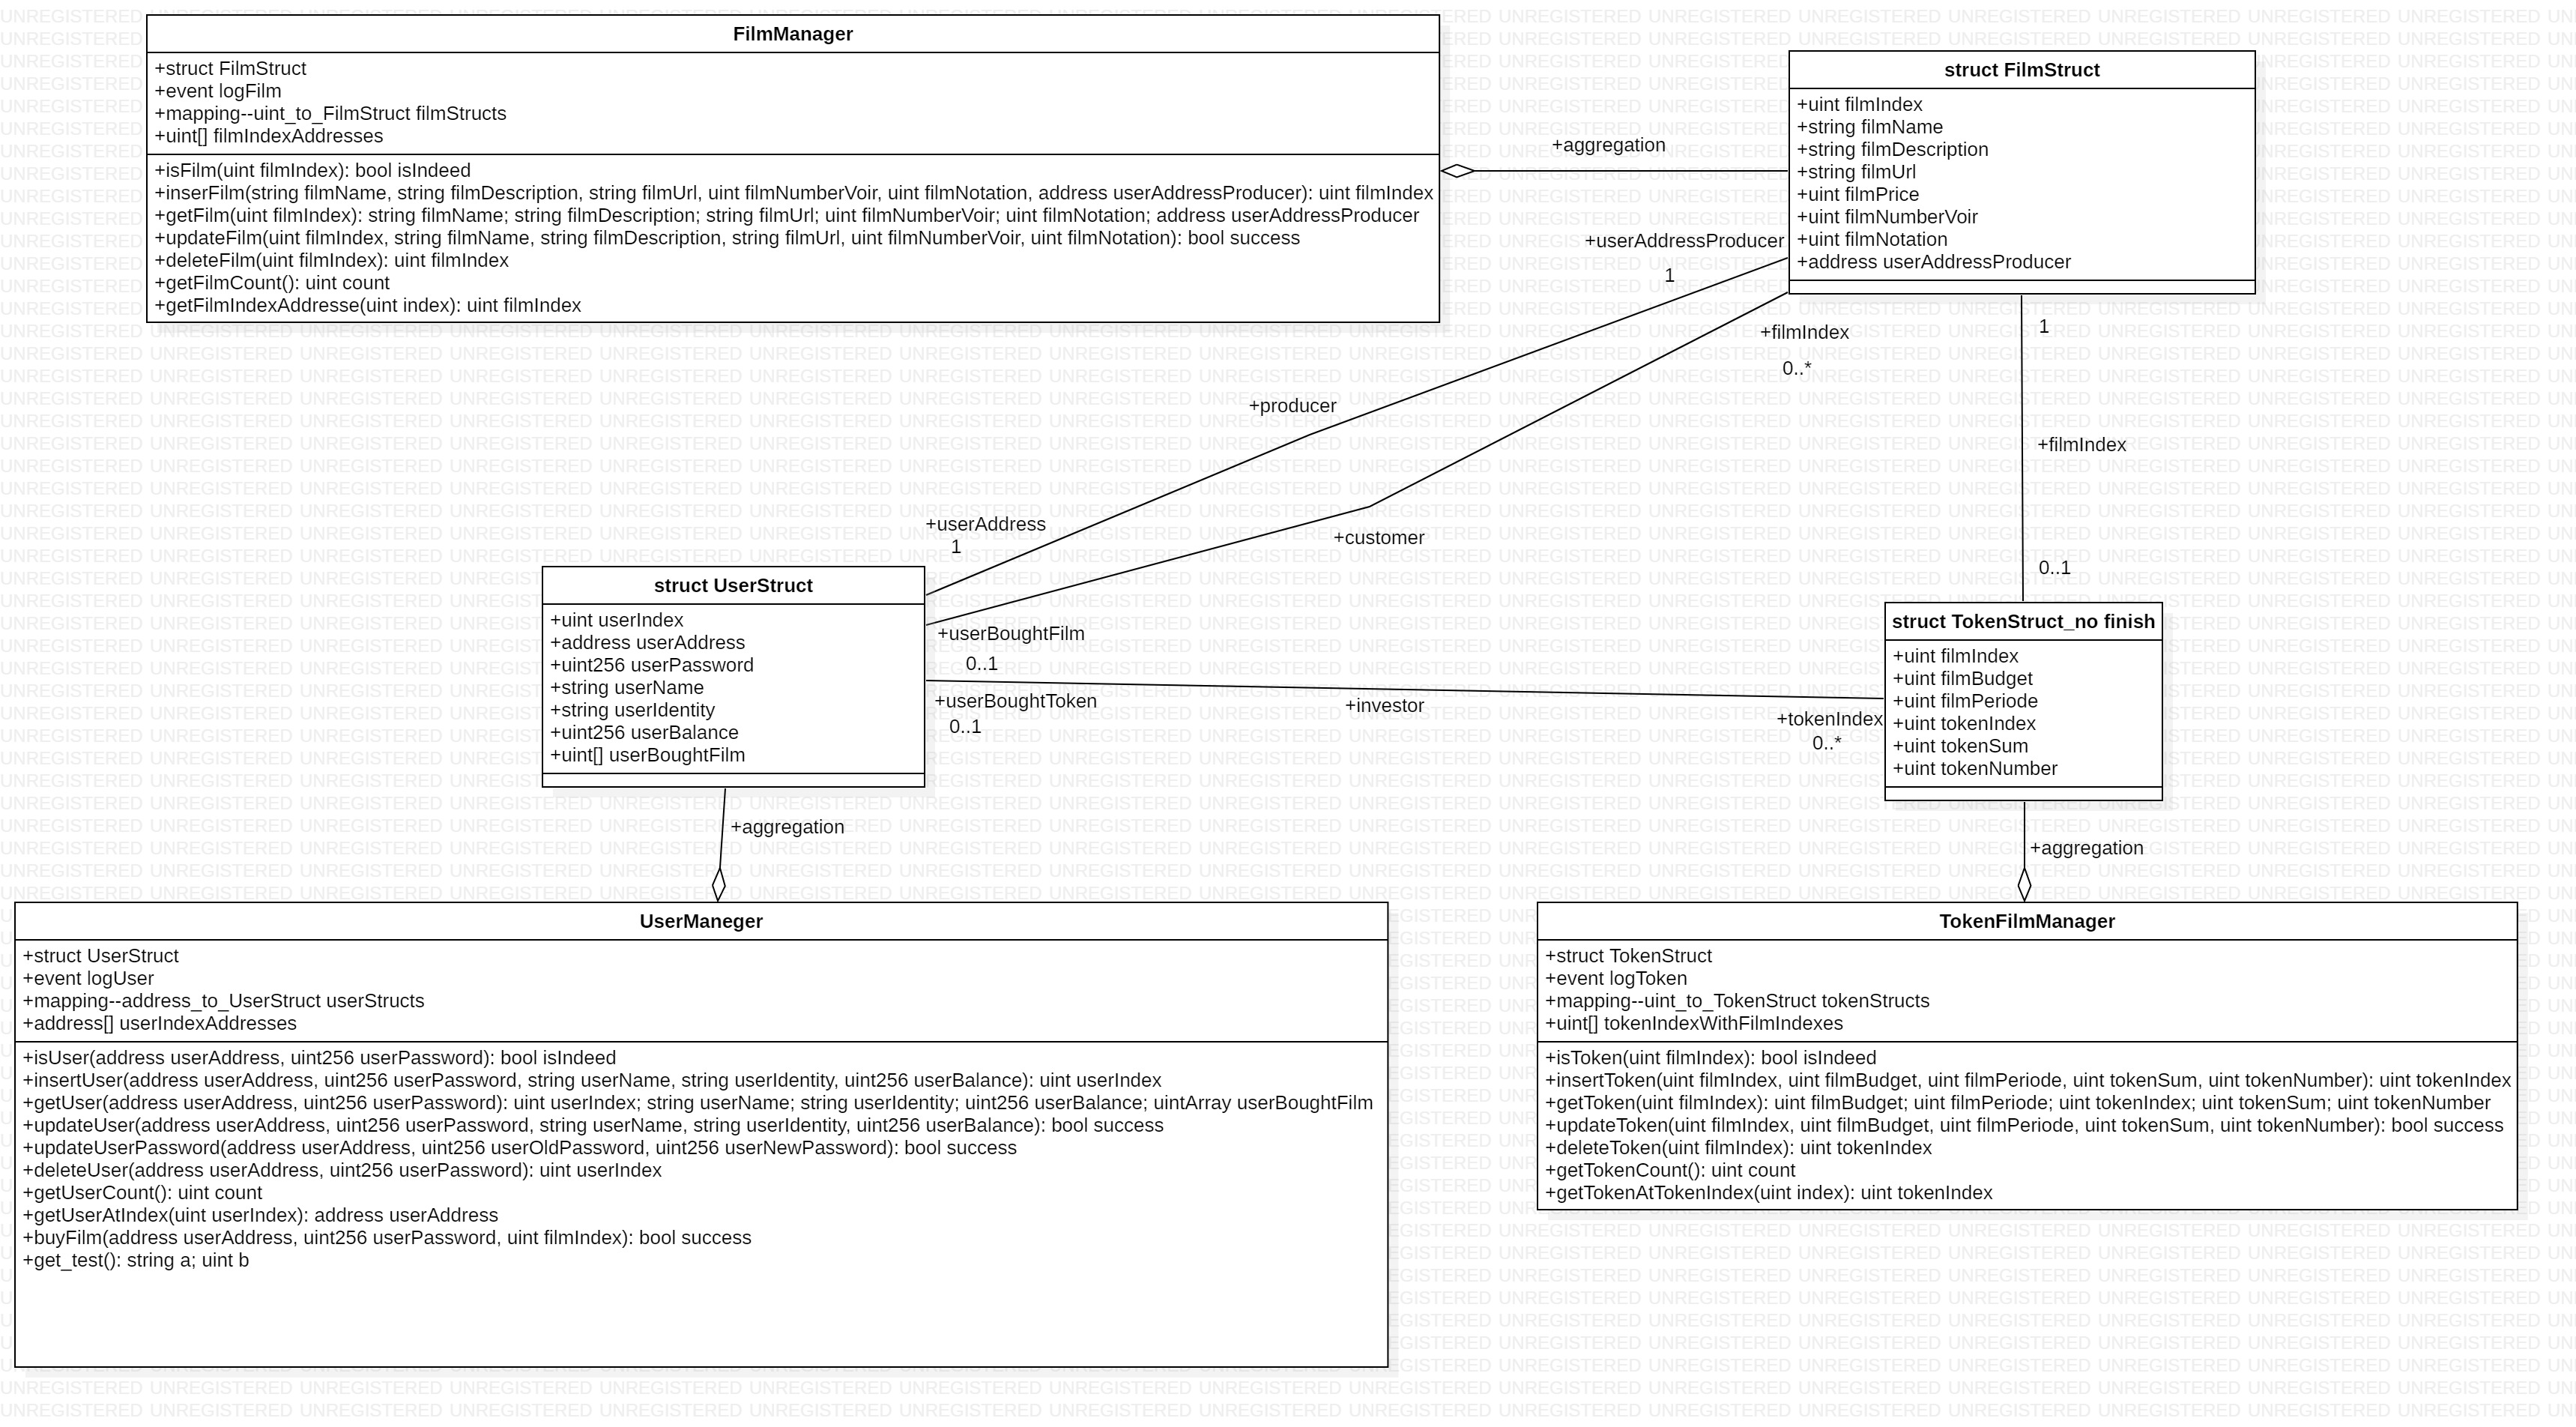 FilmManager
+struct FilmStruct
+event logFilm
+mapping--uint_to_FilmStruct filmStructs
+uint[] filmIndexAddresses
+isFilm(uint filmIndex): bool isIndeed
+inserFilm(string filmName, string filmDescription, string filmUrl, uint filmNumberVoir, uint filmNotation, address userAddressProducer): uint filmIndex
+getFilm(uint filmIndex): string filmName; string filmDescription; string filmUrl; uint filmNumberVoir; uint filmNotation; address userAddressProducer
+updateFilm(uint filmIndex, string filmName, string filmDescription, string filmUrl, uint filmNumberVoir, uint filmNotation): bool success
+deleteFilm(uint filmIndex): uint filmIndex
+getFilmCount(): uint count
+getFilmIndexAddresse(uint index): uint filmIndex
+aggregation
struct FilmStruct
+uint filmIndex
+string filmName
+string filmDescription
+string filmUrl
+uint filmPrice
+uint filmNumberVoir
+uint filmNotation
+address userAddressProducer
+userAddressProducer
1
+filmIndex
0..*
1
+filmIndex
0..1
+producer
+customer
+userAddress
1
struct UserStruct
+uint userIndex
+address userAddress
+uint256 userPassword
+string userName
+string userIdentity
+uint256 userBalance
+uint[] userBoughtFilm
+userBoughtFilm
0..1
+userBoughtToken
0..1
+investor
+tokenIndex
0..*
struct TokenStruct_no finish
+uint filmIndex
+uint filmBudget
+uint filmPeriode
+uint tokenIndex
+uint tokenSum
+uint tokenNumber
+aggregation
+aggregation
UserManeger
+struct UserStruct
+event logUser
+mapping--address_to_UserStruct userStructs
+address[] userIndexAddresses
+isUser(address userAddress, uint256 userPassword): bool isIndeed
+insertUser(address userAddress, uint256 userPassword, string userName, string userIdentity, uint256 userBalance): uint userIndex
+getUser(address userAddress, uint256 userPassword): uint userIndex; string userName; string userIdentity; uint256 userBalance; uintArray userBoughtFilm
+updateUser(address userAddress, uint256 userPassword, string userName, string userIdentity, uint256 userBalance): bool success
+updateUserPassword(address userAddress, uint256 userOldPassword, uint256 userNewPassword): bool success
+deleteUser(address userAddress, uint256 userPassword): uint userIndex
+getUserCount(): uint count
+getUserAtIndex(uint userIndex): address userAddress
+buyFilm(address userAddress, uint256 userPassword, uint filmIndex): bool success
+get_test(): string a; uint b
TokenFilmManager
+struct TokenStruct
+event logToken
+mapping--uint_to_TokenStruct tokenStructs
+uint[] tokenIndexWithFilmIndexes
+isToken(uint filmIndex): bool isIndeed
+insertToken(uint filmIndex, uint filmBudget, uint filmPeriode, uint tokenSum, uint tokenNumber): uint tokenIndex
+getToken(uint filmIndex): uint filmBudget; uint filmPeriode; uint tokenIndex; uint tokenSum; uint tokenNumber
+updateToken(uint filmIndex, uint filmBudget, uint filmPeriode, uint tokenSum, uint tokenNumber): bool success
+deleteToken(uint filmIndex): uint tokenIndex
+getTokenCount(): uint count
+getTokenAtTokenIndex(uint index): uint tokenIndex
UNREGISTERED